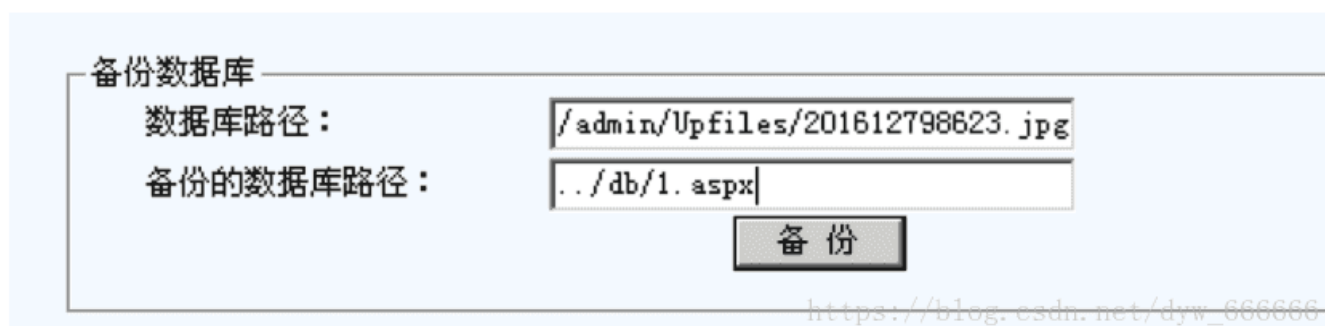 备份数据库
数据库路径：
/admin/Upfiles/201612798623.jpg
备份的数据库路径：
../db/1.aspx
备 份
https://blog.csdn.net/dyw_666666